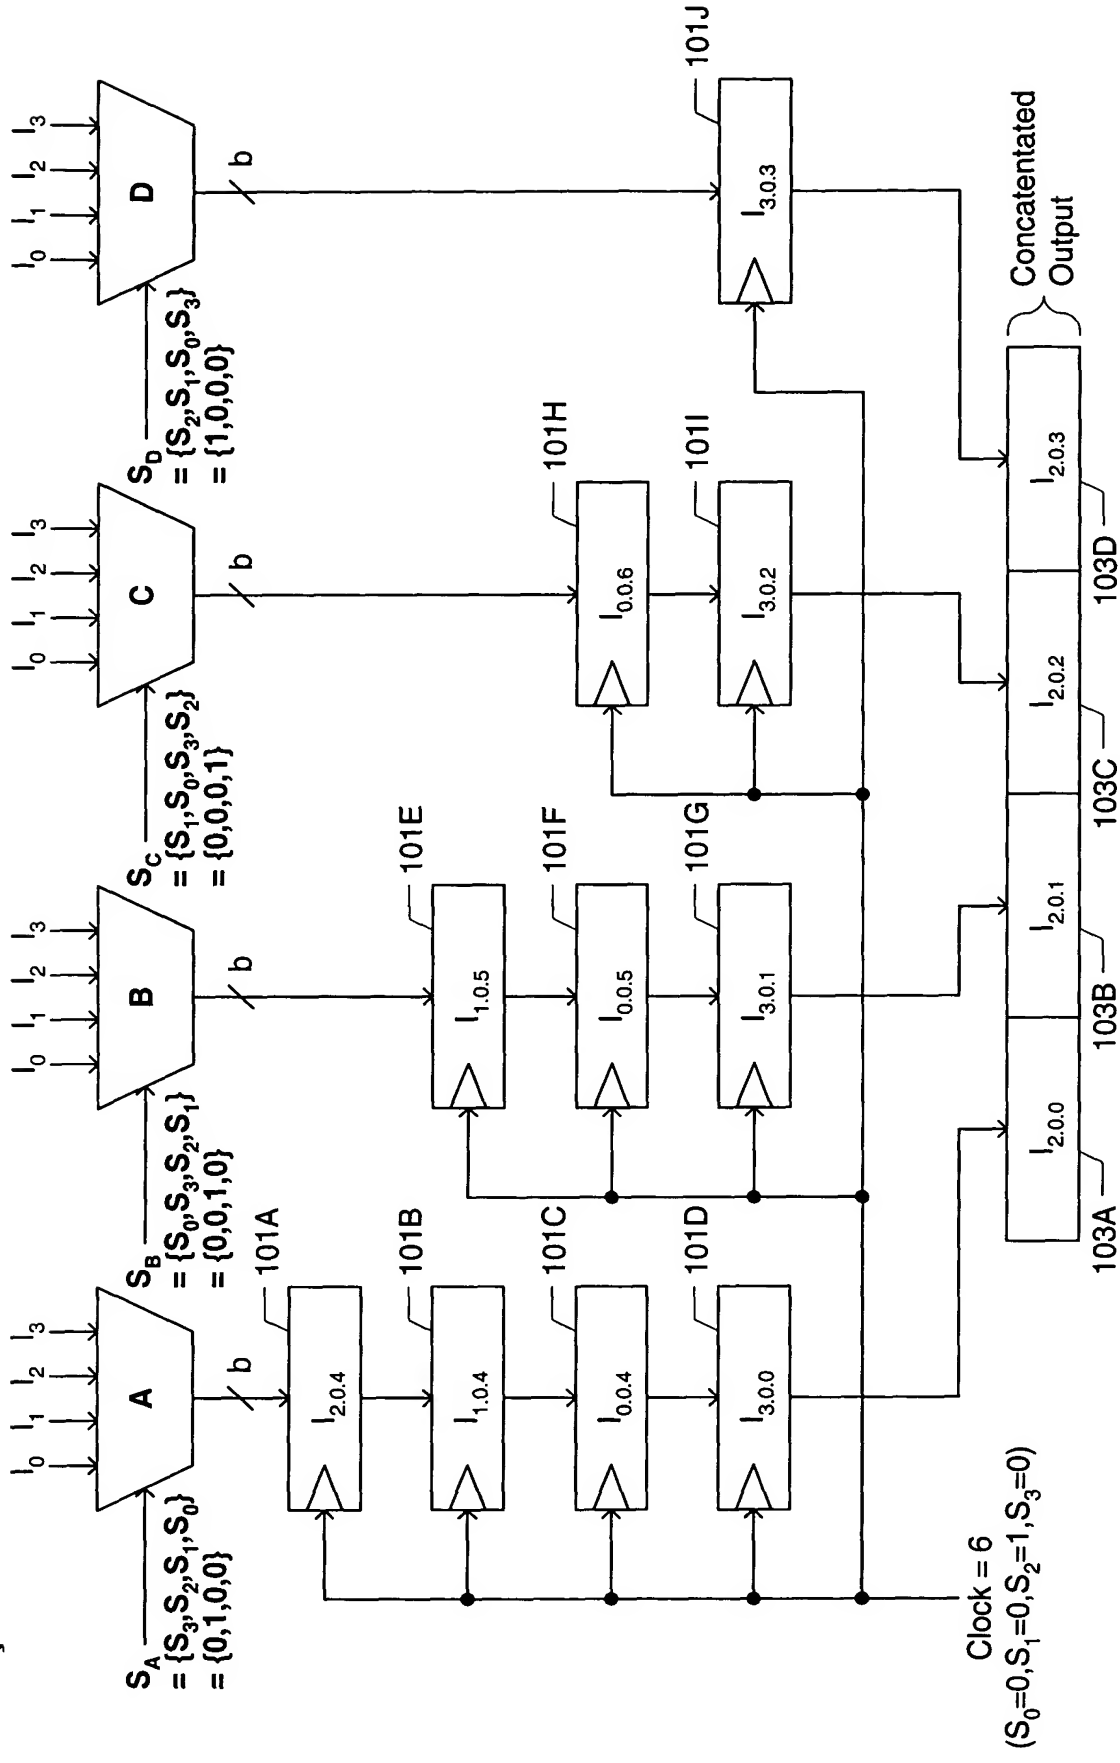 I0 I1 I2 I3
A
b
SA
= {S3,S2,S1,S0}
= {0,1,0,0}
I0 I1 I2 I3
B
b
SB
= {S0,S3,S2,S1}
= {0,0,1,0}
I0 I1 I2 I3
C
b
SC
= {S1,S0,S3,S2}
= {0,0,0,1}
I0 I1 I2 I3
D
b
SD
= {S2,S1,S0,S3}
= {1,0,0,0}
I2.0.4
101A
I1.0.4
101B
I0.0.4
101C
I3.0.0
101D
I1.0.5
101E
I0.0.5
101F
I3.0.1
101G
I0.0.6
101H
I3.0.2
101I
I3.0.3
101J
Clock = 6
(S0=0,S1=0,S2=1,S3=0)
I2.0.0
I2.0.1
I2.0.2
I2.0.3
Concatentated
Output
103A
103B
103C
103D